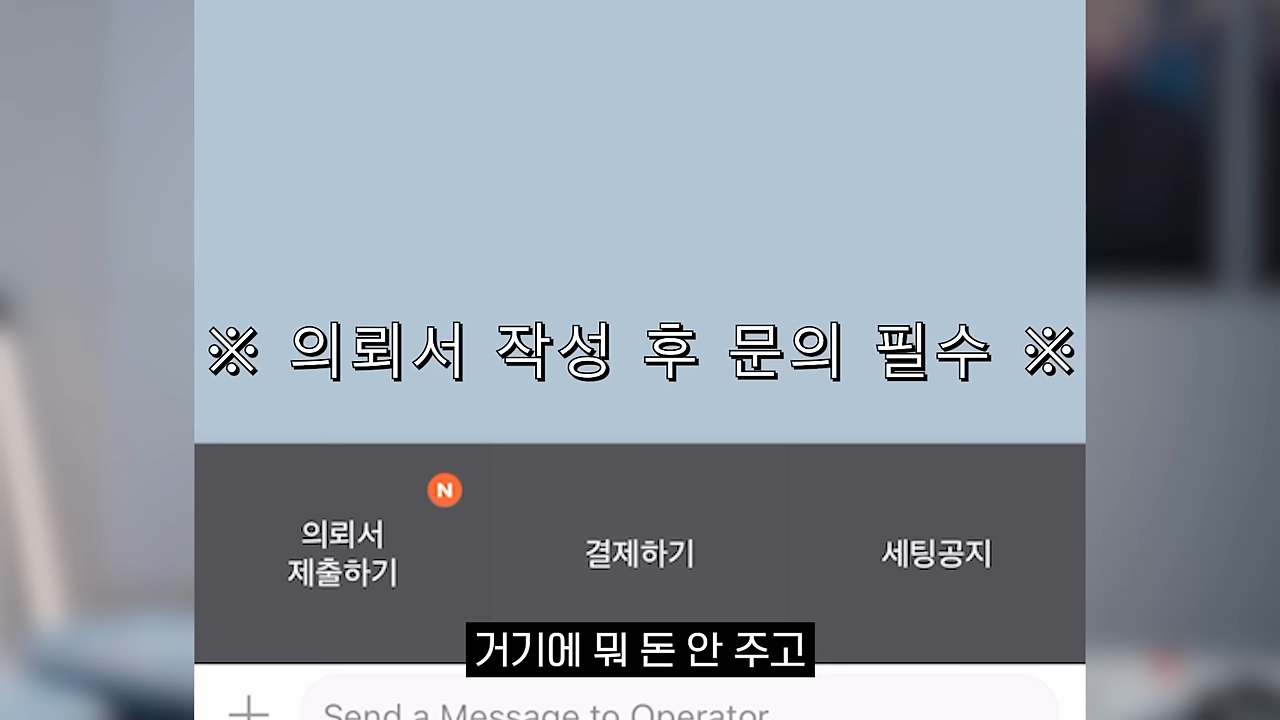 ※ 의뢰서 작성 후 문의 필수 ※
N
의뢰서
제출하기
결제하기
세팅공지
거기에 뭐 돈 안 주고
Send a Message to Operator